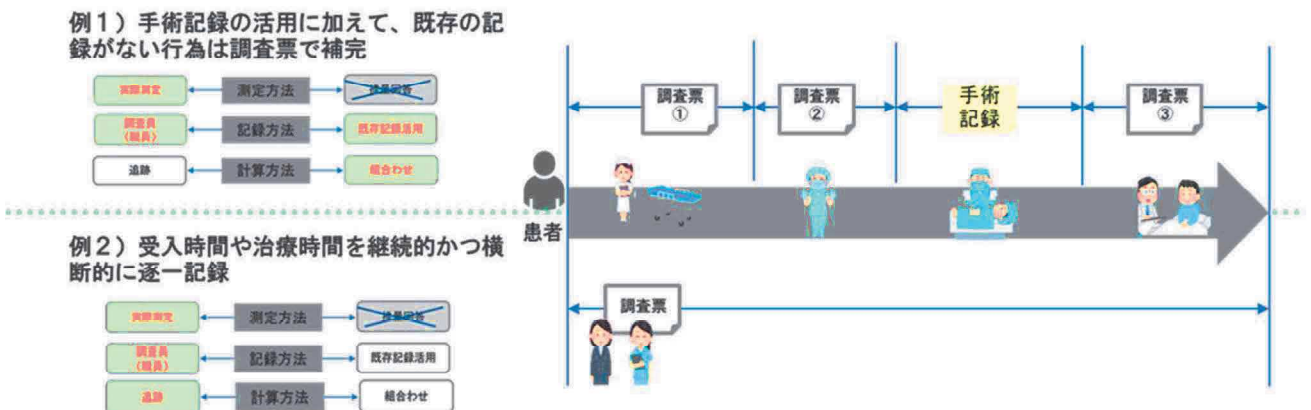 例１）手術記録の活用に加えて、既存の記
録がない行為は調査票で補完
実際測定
測定方法
推量回答
調査員
（職員）
記録方法
既存記録活用
追跡
計算方法
組合わせ
例２）受入時間や治療時間を継続的かつ横
断的に逐一記録
実際測定
測定方法
推量回答
調査員
（職員）
記録方法
既存記録活用
追跡
計算方法
組合わせ
調査票
①
調査票
②
手術
記録
調査票
③
患者
調査票